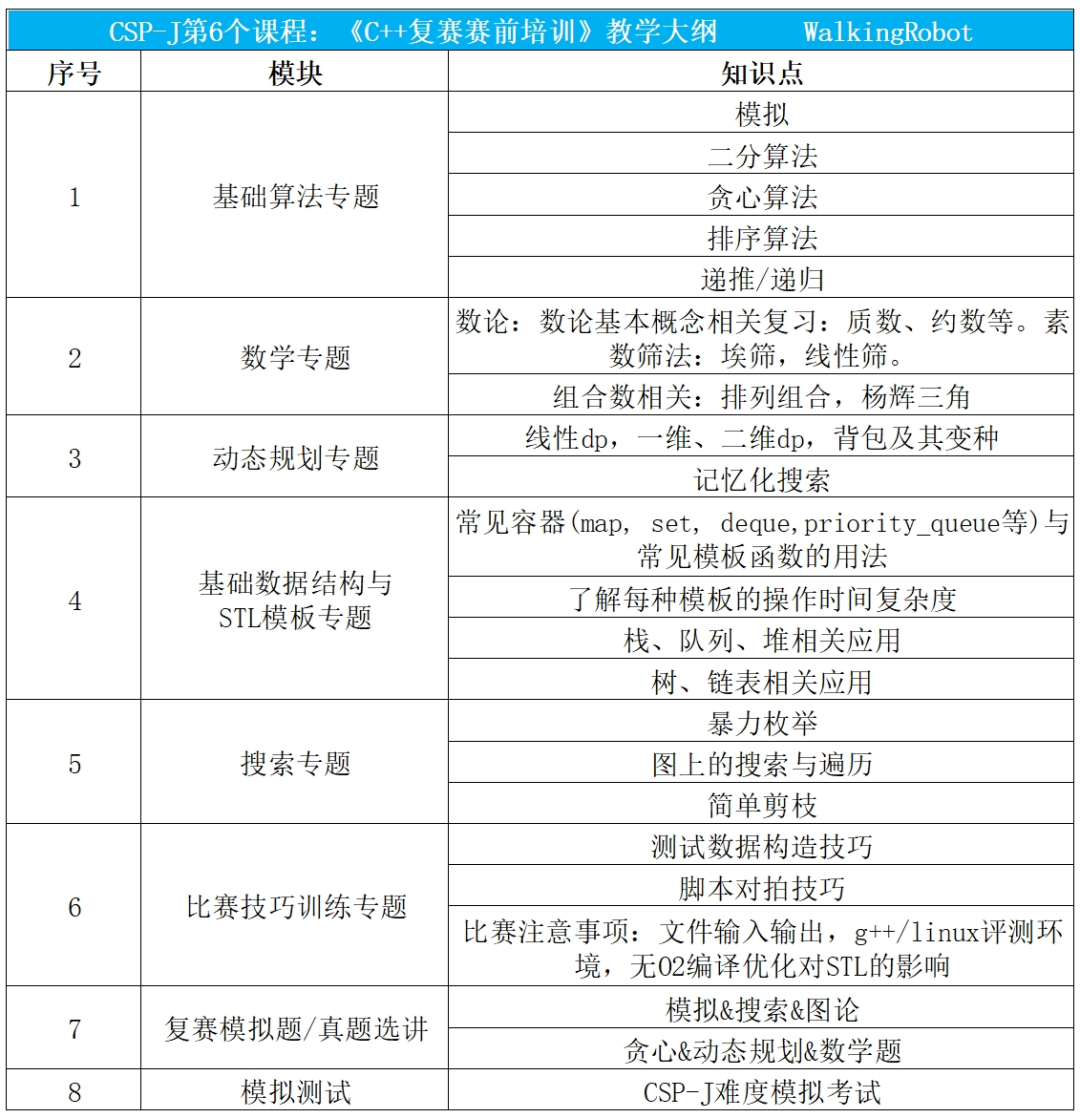 CSP-J第6个课程：《C++复赛赛前培训》教学大纲 WalkingRobot
序号 模块 知识点
1 基础算法专题
模拟
二分算法
贪心算法
排序算法
递推/递归
2 数学专题
数论：数论基本概念相关复习：质数、约数等。素
数筛法：埃筛，线性筛。
组合数相关：排列组合，杨辉三角
3 动态规划专题
线性dp，一维、二维dp，背包及其变种
记忆化搜索
4 基础数据结构与
STL模板专题
常见容器(map, set, deque,priority_queue等)与
常见模板函数的用法
了解每种模板的操作时间复杂度
栈、队列、堆相关应用
树、链表相关应用
5 搜索专题
暴力枚举
图上的搜索与遍历
简单剪枝
6 比赛技巧训练专题
测试数据构造技巧
脚本对拍技巧
比赛注意事项：文件输入输出，g++/linux评测环
境，无O2编译优化对STL的影响
7 复赛模拟题/真题选讲
模拟&搜索&图论
贪心&动态规划&数学题
8 模拟测试 CSP-J难度模拟考试